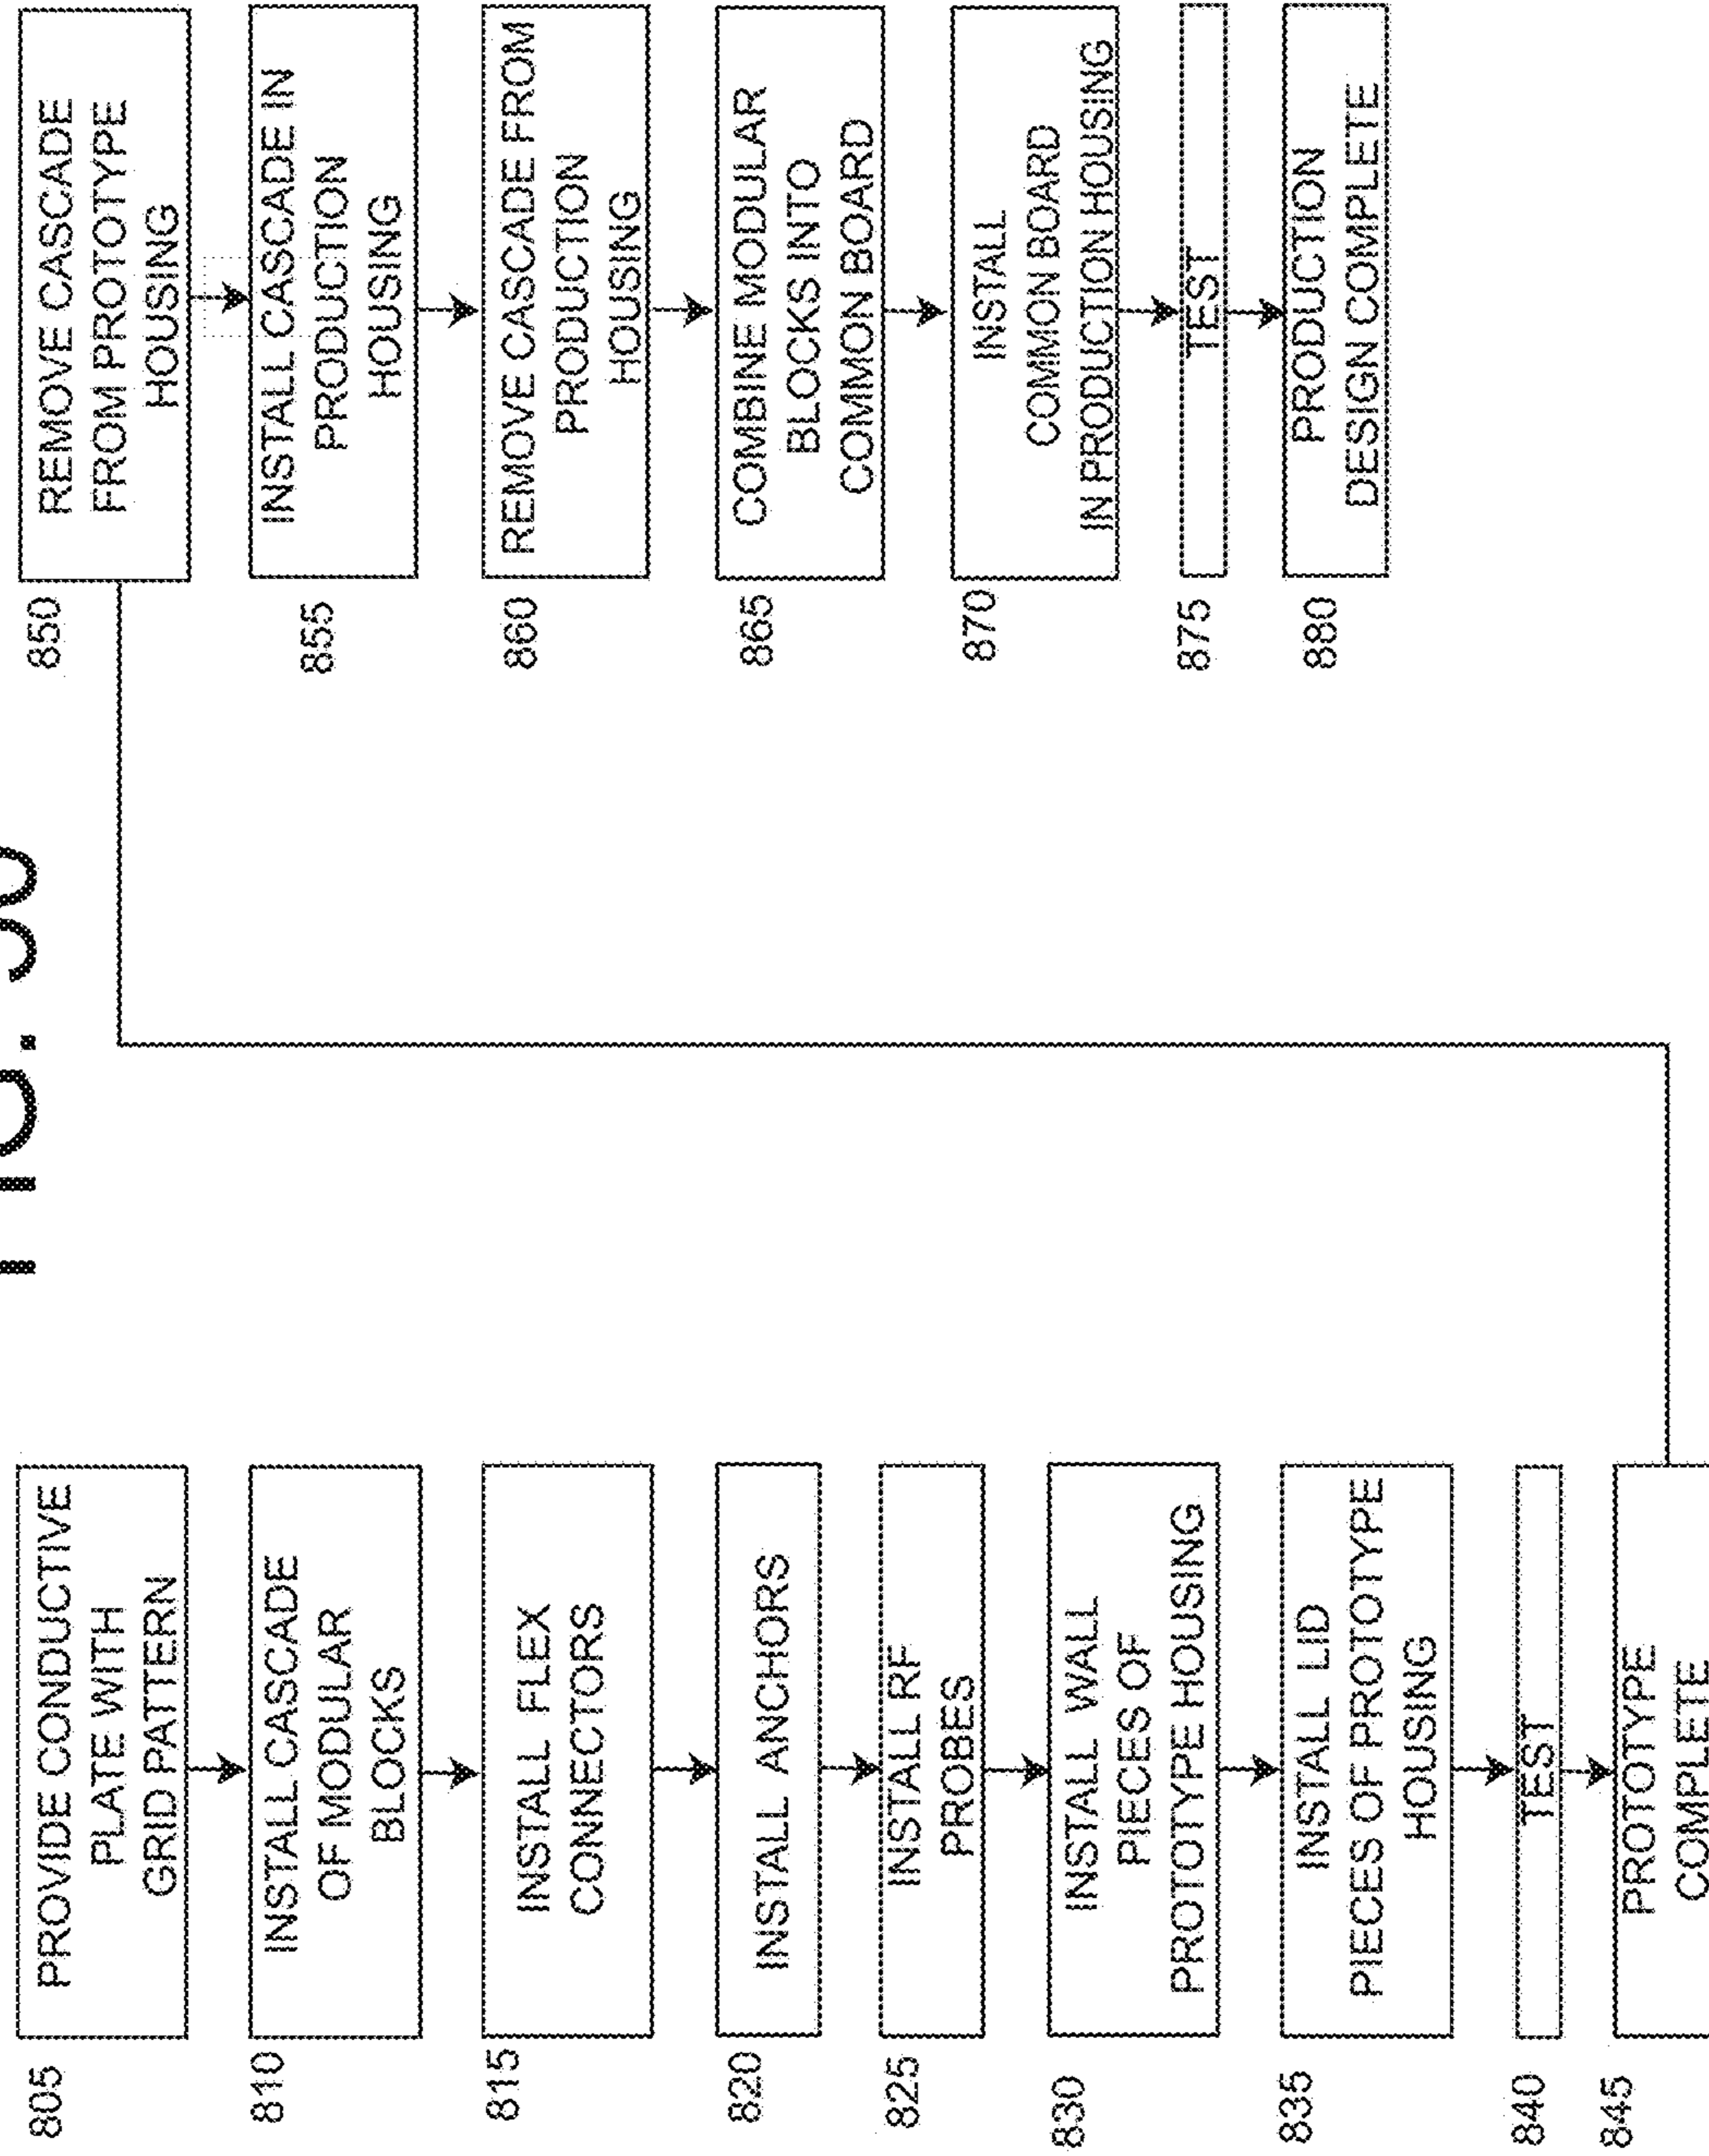 FIG.
805
PROVIDE CONDUCTIVE
PLATE WITH
GRID PATTERN
810
INSTALL CASCADE
OF MODULAR
BLOCKS
815
INSTALL FLEX
CONNECTORS
820
INSTALL ANCHORS
825
INSTALL RF
PROBES
830
INSTALL WALL
PIECES OF
PROTOTYPE HOUSING
835
INSTALL LID
PIECES OF PROTOTYPE
HOUSING
840
TEST
845
PROTOTYPE
COMPLETE
850
REMOVE CASCADE
FROM PROTOTYPE
HOUSING
855
INSTALL CASCADE IN
PRODUCTION
HOUSING
860
REMOVE CASCADE FROM
PRODUCTION
HOUSING
865
COMBINE MODULAR
BLOCKS INTO
COMMON BOARD
870
INSTALL
COMMON BOARD
IN PRODUCTION HOUSING
875
TEST
880
PRODUCTION
DESIGN COMPLETE